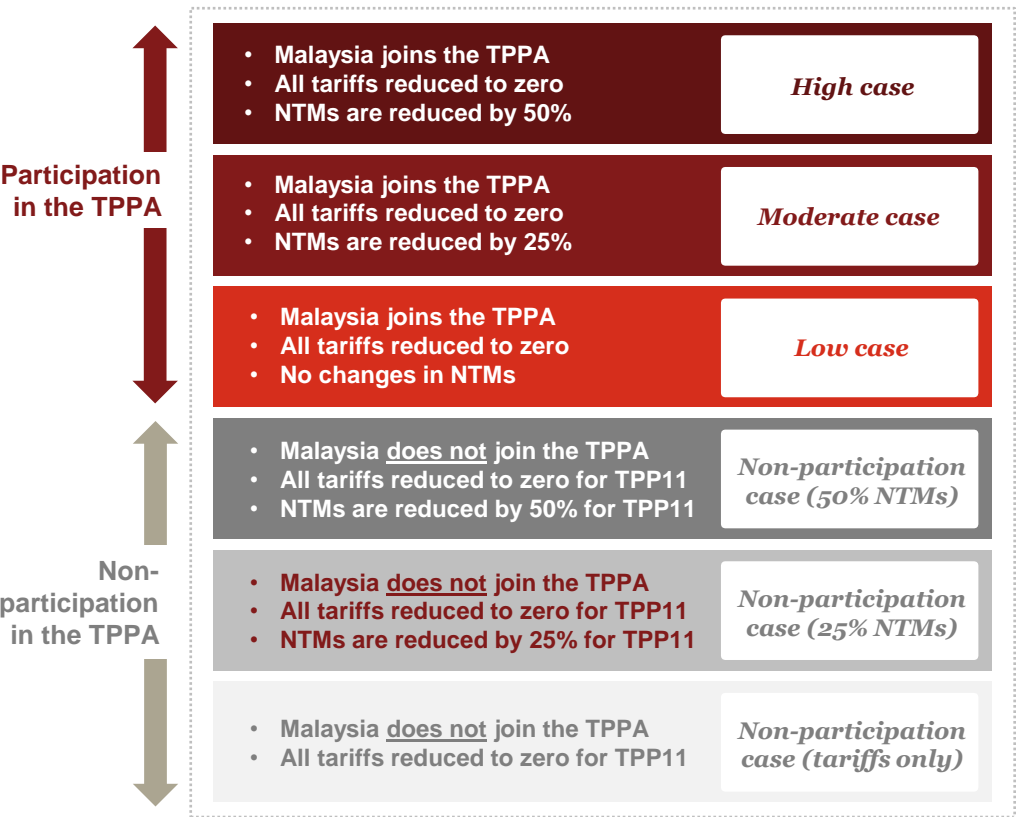 Participation
in the TPPA
• Malaysia joins the TPPA
• All tariffs reduced to zero
• NTMs are reduced by 50%
High case
• Malaysia joins the TPPA
• All tariffs reduced to zero
• NTMs are reduced by 25%
Moderate case
• Malaysia joins the TPPA
• All tariffs reduced to zero
• No changes in NTMs
Low case
Non-
participation
in the TPPA
• Malaysia does not join the TPPA
• All tariffs reduced to zero for TPP11
• NTMs are reduced by 50% for TPP11
Non-participation
case (50% NTMs)
• Malaysia does not join the TPPA
• All tariffs reduced to zero for TPP11
• NTMs are reduced by 25% for TPP11
Non-participation
case (25% NTMs)
• Malaysia does not join the TPPA
• All tariffs reduced to zero for TPP11
Non-participation
case (tariffs only)